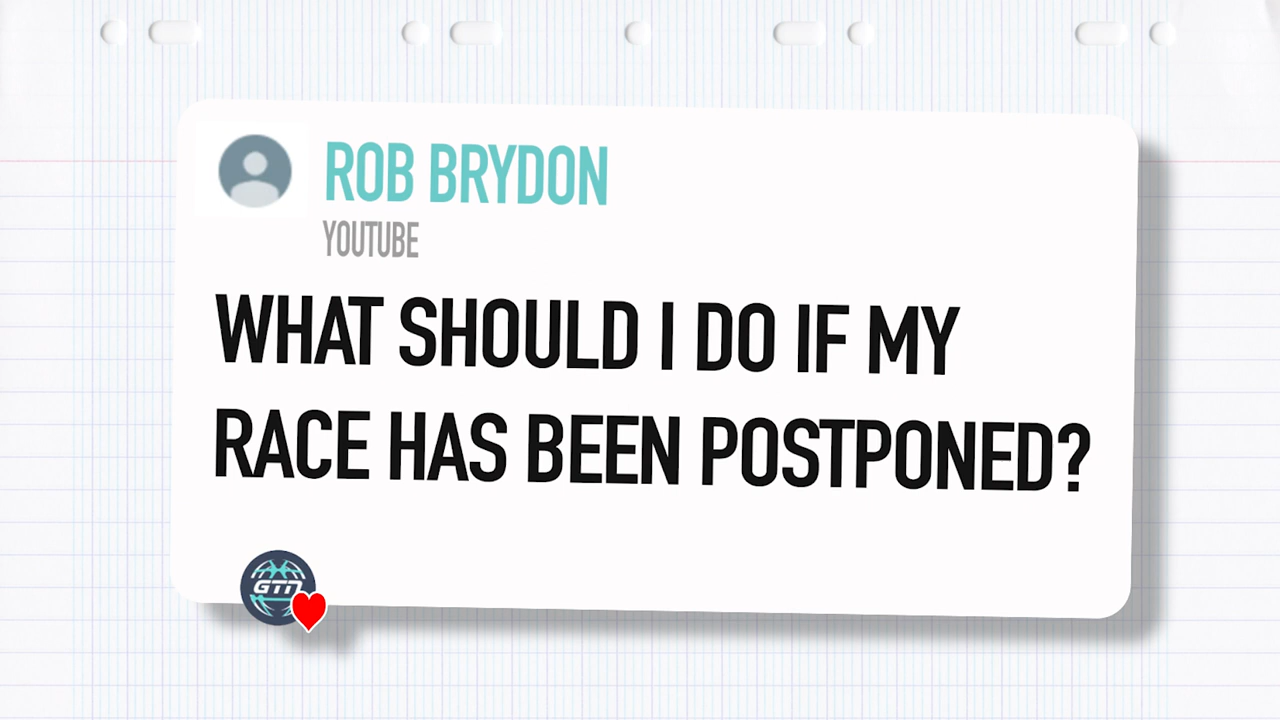 ROB BRYDON
YOUTUBE
WHAT SHOULD I DO IF MY
RACE HAS BEEN POSTPONED?
GTN